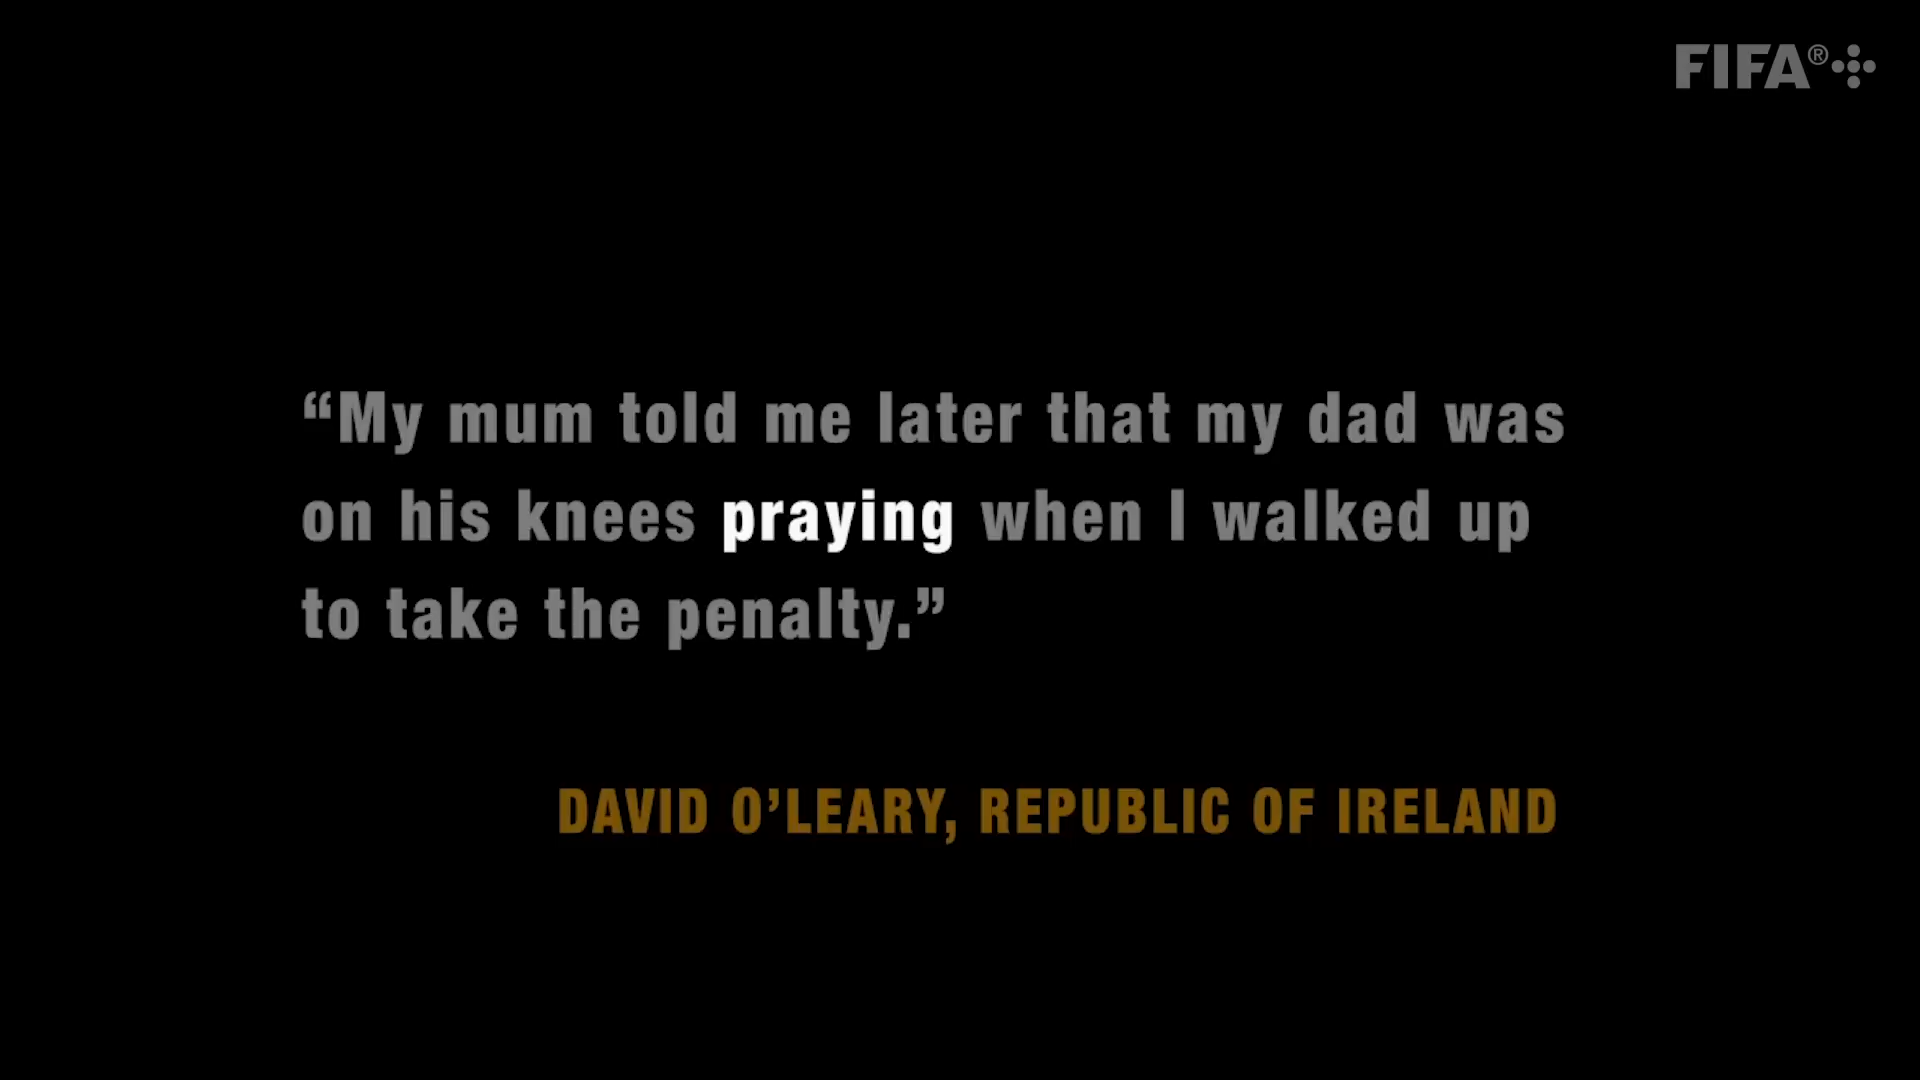 FIFA®
“My mum told me later that my dad was
on his knees praying when I walked up
to take the penalty.”
DAVID O’LEARY, REPUBLIC OF IRELAND